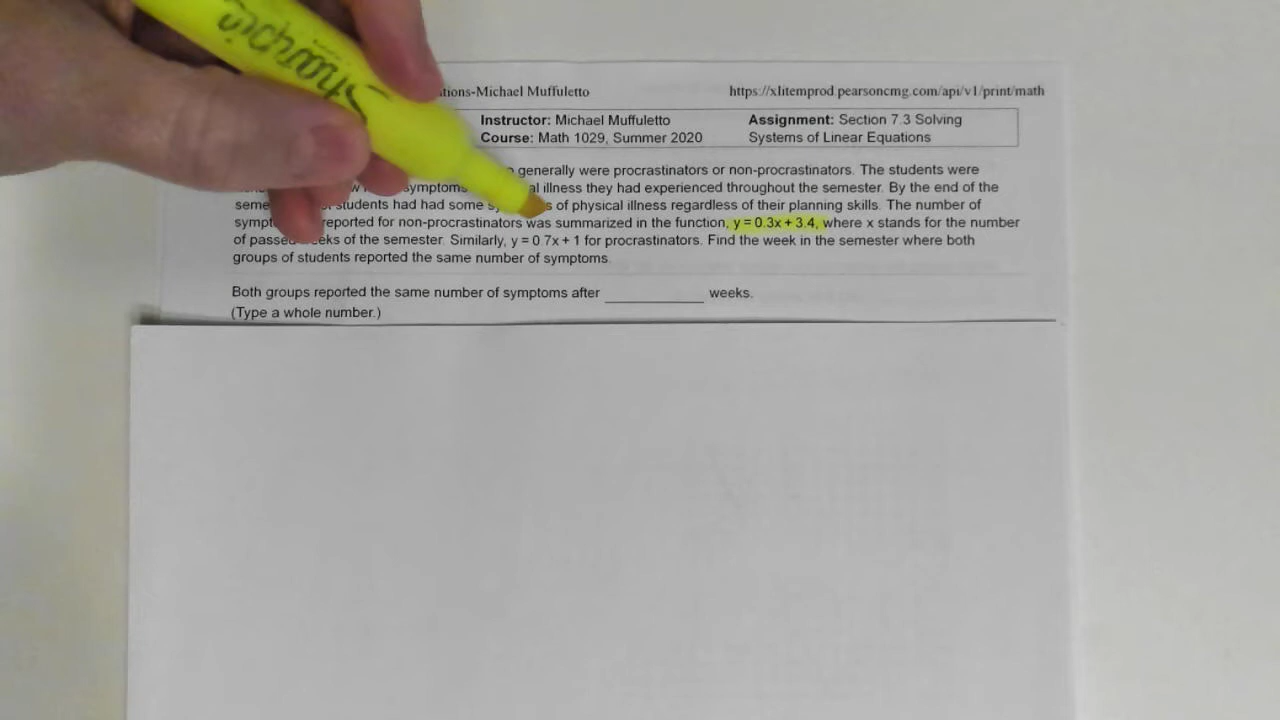 Sharpie
tions-Michael Muffuletto https://xlitemprod.pearsoncmg.com/api/v1/print/math
Instructor: Michael Muffuletto Assignment: Section 7.3 Solving
Course: Math 1029, Summer 2020 Systems of Linear Equations
generally were procrastinators or non-procrastinators. The students were
symptoms al illness they had experienced throughout the semester. By the end of the
seme students had had some s of physical illness regardless of their planning skills. The number of
sympt reported for non-procrastinators was summarized in the function, y = 0.3x + 3.4, where x stands for the number
of passed eeks of the semester. Similarly, y = 0.7x + 1 for procrastinators. Find the week in the semester where both
groups of students reported the same number of symptoms.
Both groups reported the same number of symptoms after ________ weeks.
(Type a whole number.)